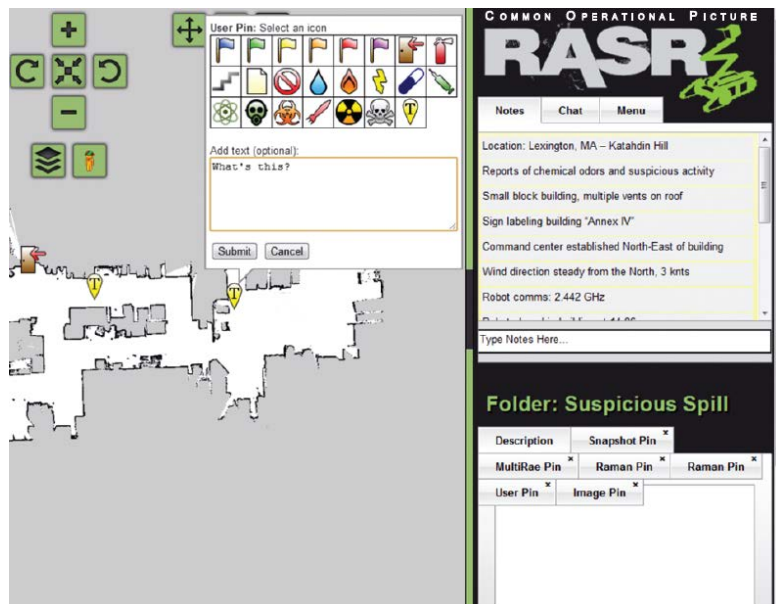 User Pin: Select an icon
Add text (optional):
What's this?
Submit Cancel
T
T
T
COMMON OPERATIONAL PICTURE
RASR
Notes Chat Menu
Location: Lexington, MA – Katahdin Hill
Reports of chemical odors and suspicious activity
Small block building, multiple vents on roof
Sign labeling building "Annex IV"
Command center established North-East of building
Wind direction steady from the North, 3 knts
Robot comms: 2.442 GHz
Type Notes Here...
Folder: Suspicious Spill
Description Snapshot Pin x
MultiRae Pin x Raman Pin x Raman Pin x
User Pin x Image Pin x